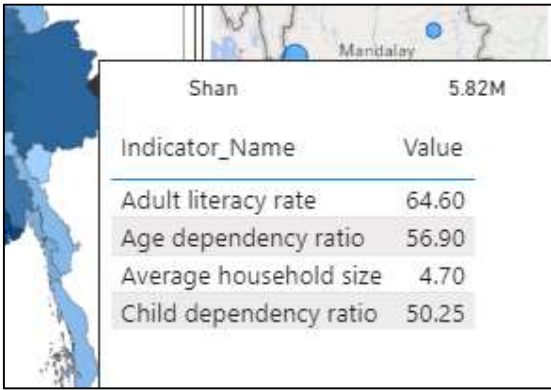 Mandalay
Shan 5.82M
Indicator_Name Value
Adult literacy rate 64.60
Age dependency ratio 56.90
Average household size 4.70
Child dependency ratio 50.25